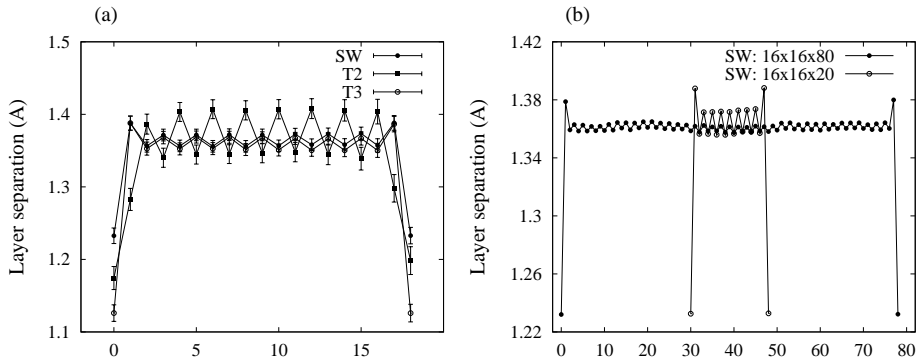 (a)
Layer separation (A)
1.5
1.4
1.3
1.2
1.1
SW
T2
T3
0 5 10 15
(b)
Layer separation (A)
1.42
1.38
1.34
1.3
1.26
1.22
SW: 16x16x80
SW: 16x16x20
0 10 20 30 40 50 60 70 80